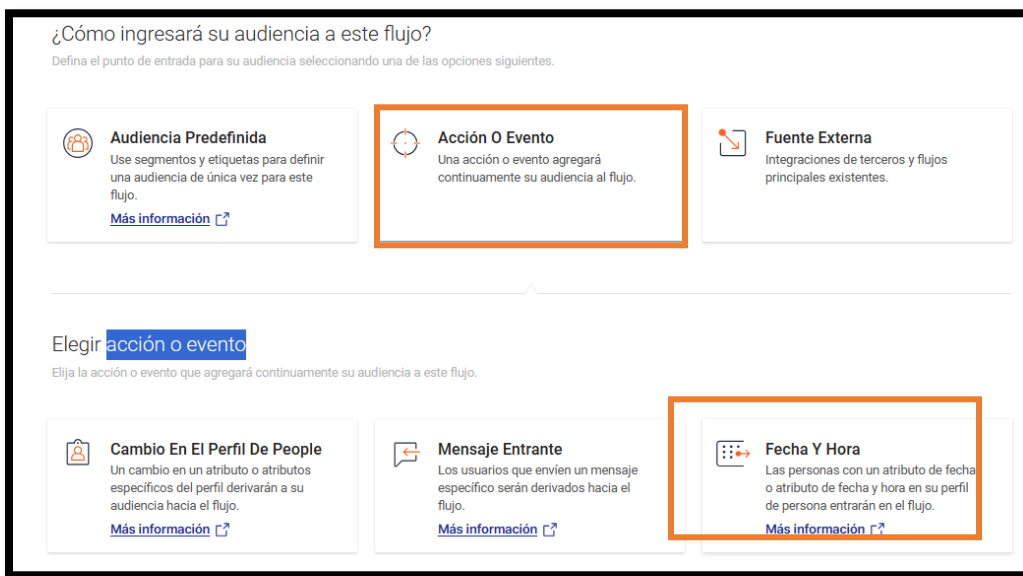 ¿Cómo ingresará su audiencia a este flujo?
Defina el punto de entrada para su audiencia seleccionando una de las opciones siguientes.
Audiencia Predefinida
Use segmentos y etiquetas para definir
una audiencia de única vez para este
flujo.
Más información
Acción O Evento
Una acción o evento agregará
continuamente su audiencia al flujo.
Fuente Externa
Integraciones de terceros y flujos
principales existentes.
Elegir acción o evento
Elija la acción o evento que agregará continuamente su audiencia a este flujo.
Cambio En El Perfil De People
Un cambio en un atributo o atributos
específicos del perfil derivarán a su
audiencia hacia el flujo.
Más información
Mensaje Entrante
Los usuarios que envíen un mensaje
específico serán derivados hacia el
flujo.
Más información
Fecha Y Hora
Las personas con un atributo de fecha
o atributo de fecha y hora en su perfil
de persona entrarán en el flujo.
Más información